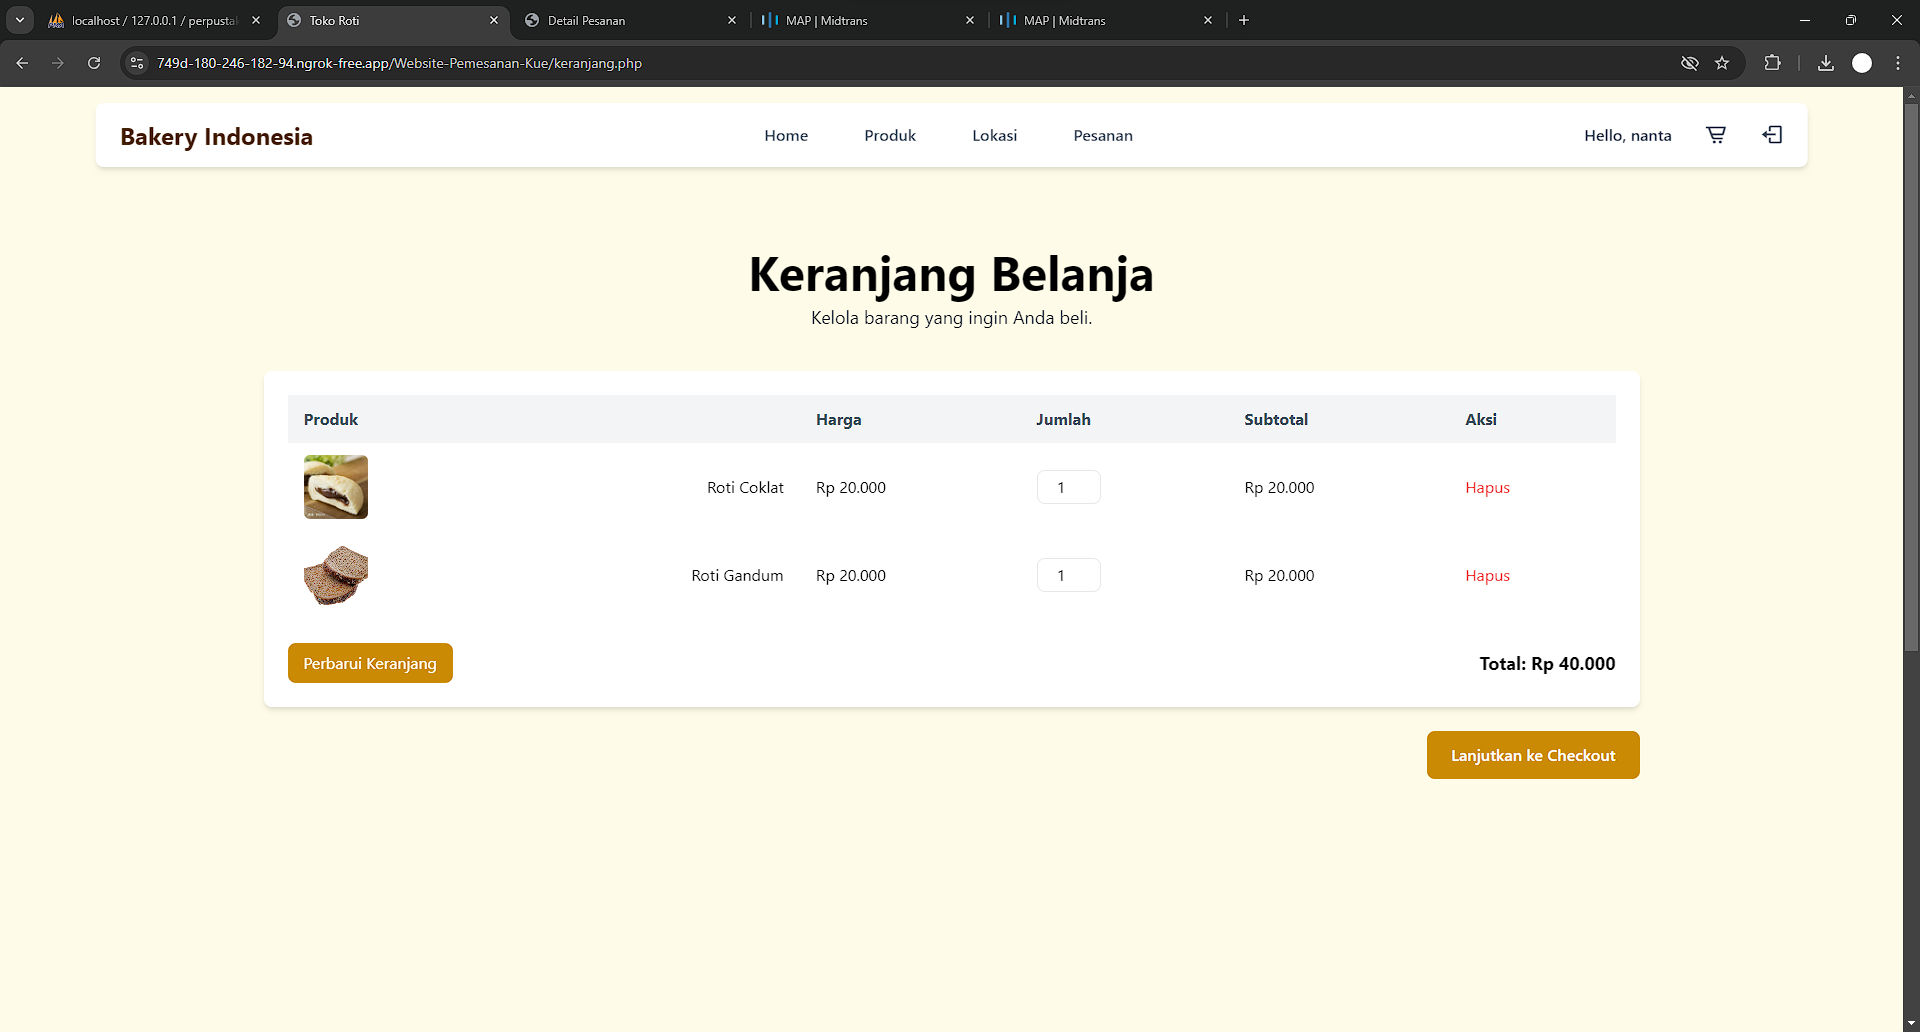 localhost / 127.0.0.1 / perpusta
Toko Roti
Detail Pesanan
MAP | Midtrans
MAP | Midtrans
749d-180-246-182-94.ngrok-free.app/Website-Pemesanan-Kue/keranjang.php
Bakery Indonesia
Home
Produk
Lokasi
Pesanan
Hello, nanta
Keranjang Belanja
Kelola barang yang ingin Anda beli.
Produk Harga Jumlah Subtotal Aksi
Roti Coklat Rp 20.000 1 Rp 20.000 Hapus
Roti Gandum Rp 20.000 1 Rp 20.000 Hapus
Perbarui Keranjang
Total: Rp 40.000
Lanjutkan ke Checkout